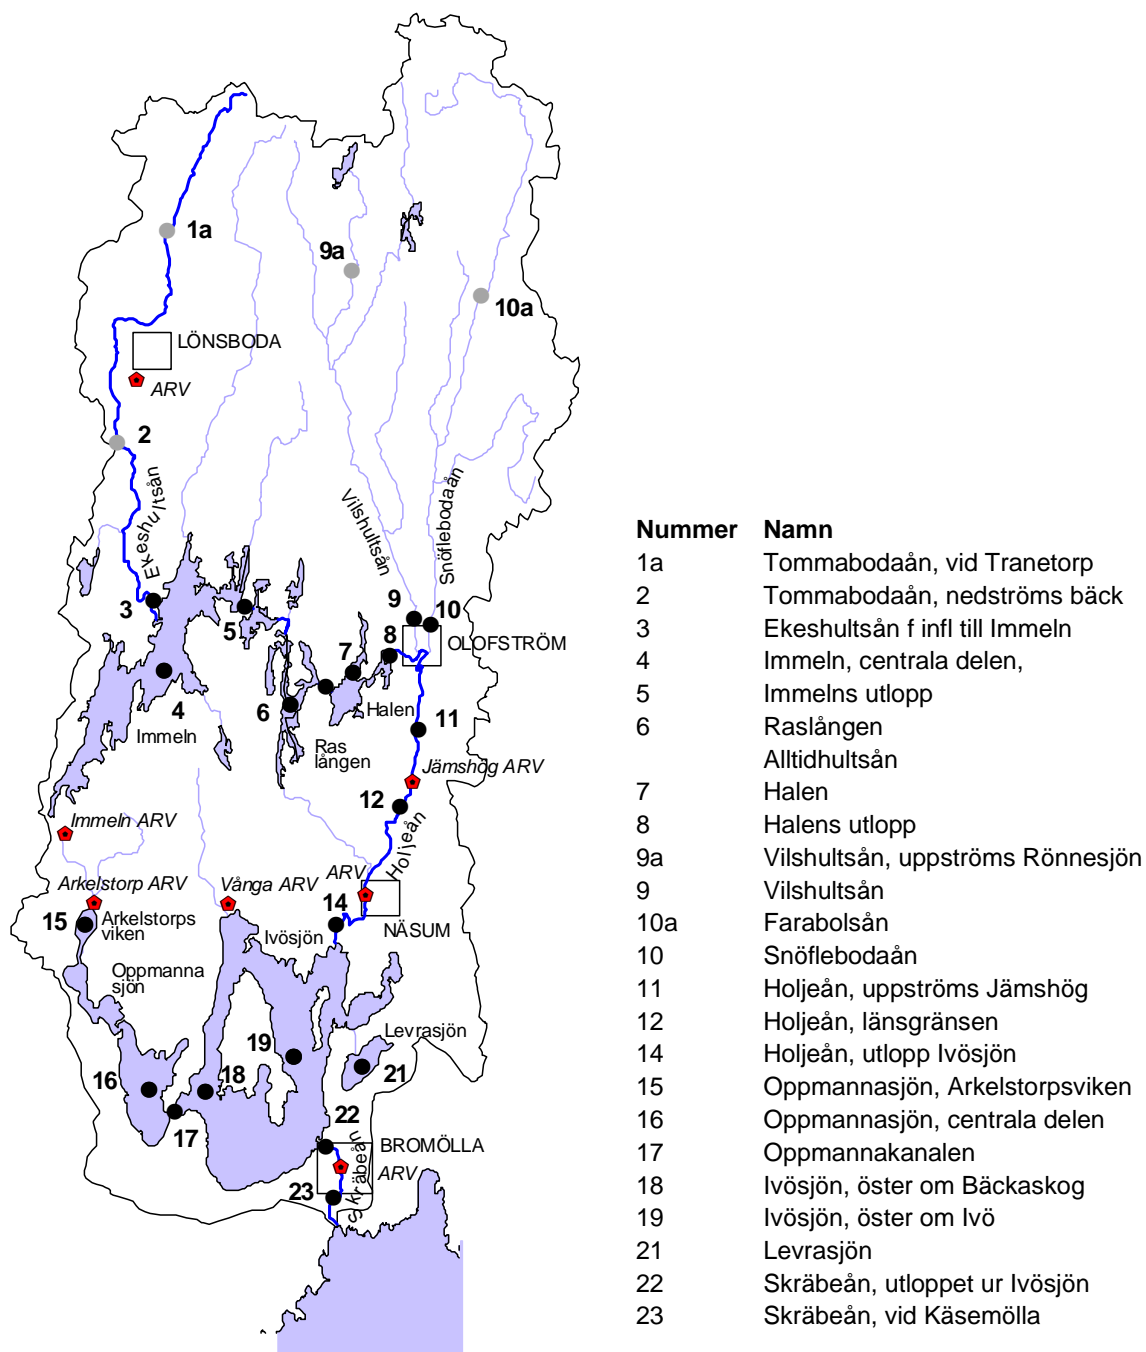 1a
9a
10a
LÖNSBODA
ARV
2
Ekeshultsån
Vilshultsån
Snöflebodaån
3
5
9
10
8
OLOFSTRÖM
7
4
6
Halen
Immeln
Ras
lången
11
Jämshög ARV
12
Immeln ARV
Holjeån
Arkelstorp ARV
Vånga ARV
ARV
15
Arkelstorps
viken
14
NÄSUM
Ivösjön
Oppmanna
sjön
Levrasjön
19
21
16
18
17
22
BROMÖLLA
ARV
Skräbeån
23
Nummer Namn
1a Tommabodaån, vid Tranetorp
2 Tommabodaån, nedströms bäck
3 Ekeshultsån f infl till Immeln
4 Immeln, centrala delen,
5 Immelns utlopp
6 Raslången
Alltidhultsån
7 Halen
8 Halens utlopp
9a Vilshultsån, uppströms Rönnesjön
9 Vilshultsån
10a Farabolsån
10 Snöflebodaån
11 Holjeån, uppströms Jämshög
12 Holjeån, länsgränsen
14 Holjeån, utlopp Ivösjön
15 Oppmannasjön, Arkelstorpsviken
16 Oppmannasjön, centrala delen
17 Oppmannakanalen
18 Ivösjön, öster om Bäckaskog
19 Ivösjön, öster om Ivö
21 Levrasjön
22 Skräbeån, utloppet ur Ivösjön
23 Skräbeån, vid Käsemölla